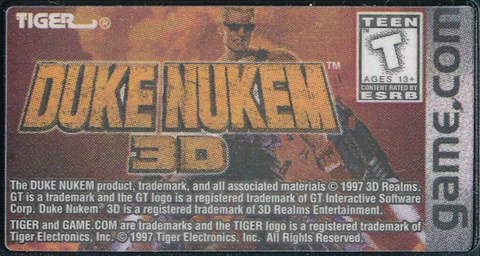 TIGER®
TEEN
T
AGES 13+
CONTENT RATED BY
ESRB
DUKE NUKEM™
3D
game.com
The DUKE NUKEM product, trademark, and all associated materials © 1997 3D Realms.
GT is a trademark and the GT logo is a registered trademark of GT Interactive Software
Corp. Duke Nukem® 3D is a registered trademark of 3D Realms Entertainment.
TIGER and GAME.COM are trademarks and the TIGER logo is a registered trademark of
Tiger Electronics, Inc. © 1997 Tiger Electronics, Inc. All Rights Reserved.